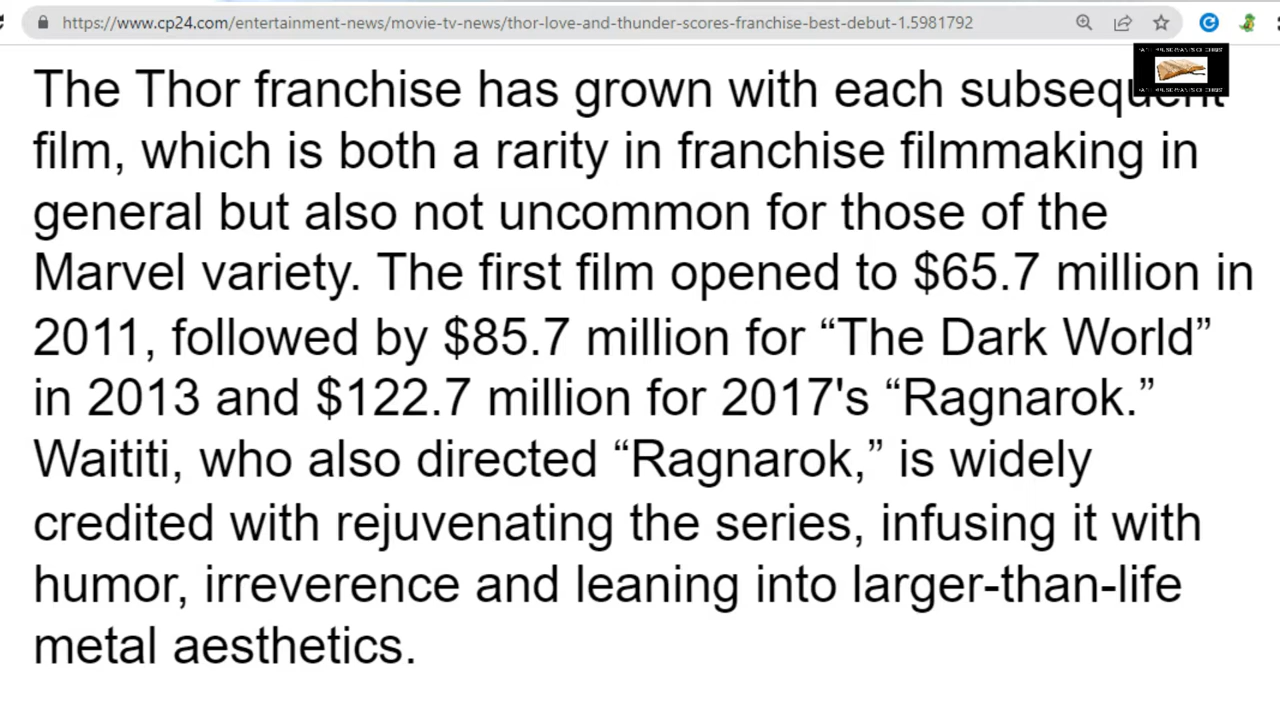 https://www.cp24.com/entertainment-news/movie-tv-news/thor-love-and-thunder-scores-franchise-best-debut-1.5981792
The Thor franchise has grown with each subsequent
film, which is both a rarity in franchise filmmaking in
general but also not uncommon for those of the
Marvel variety. The first film opened to $65.7 million in
2011, followed by $85.7 million for “The Dark World”
in 2013 and $122.7 million for 2017's “Ragnarok.”
Waititi, who also directed “Ragnarok,” is widely
credited with rejuvenating the series, infusing it with
humor, irreverence and leaning into larger-than-life
metal aesthetics.